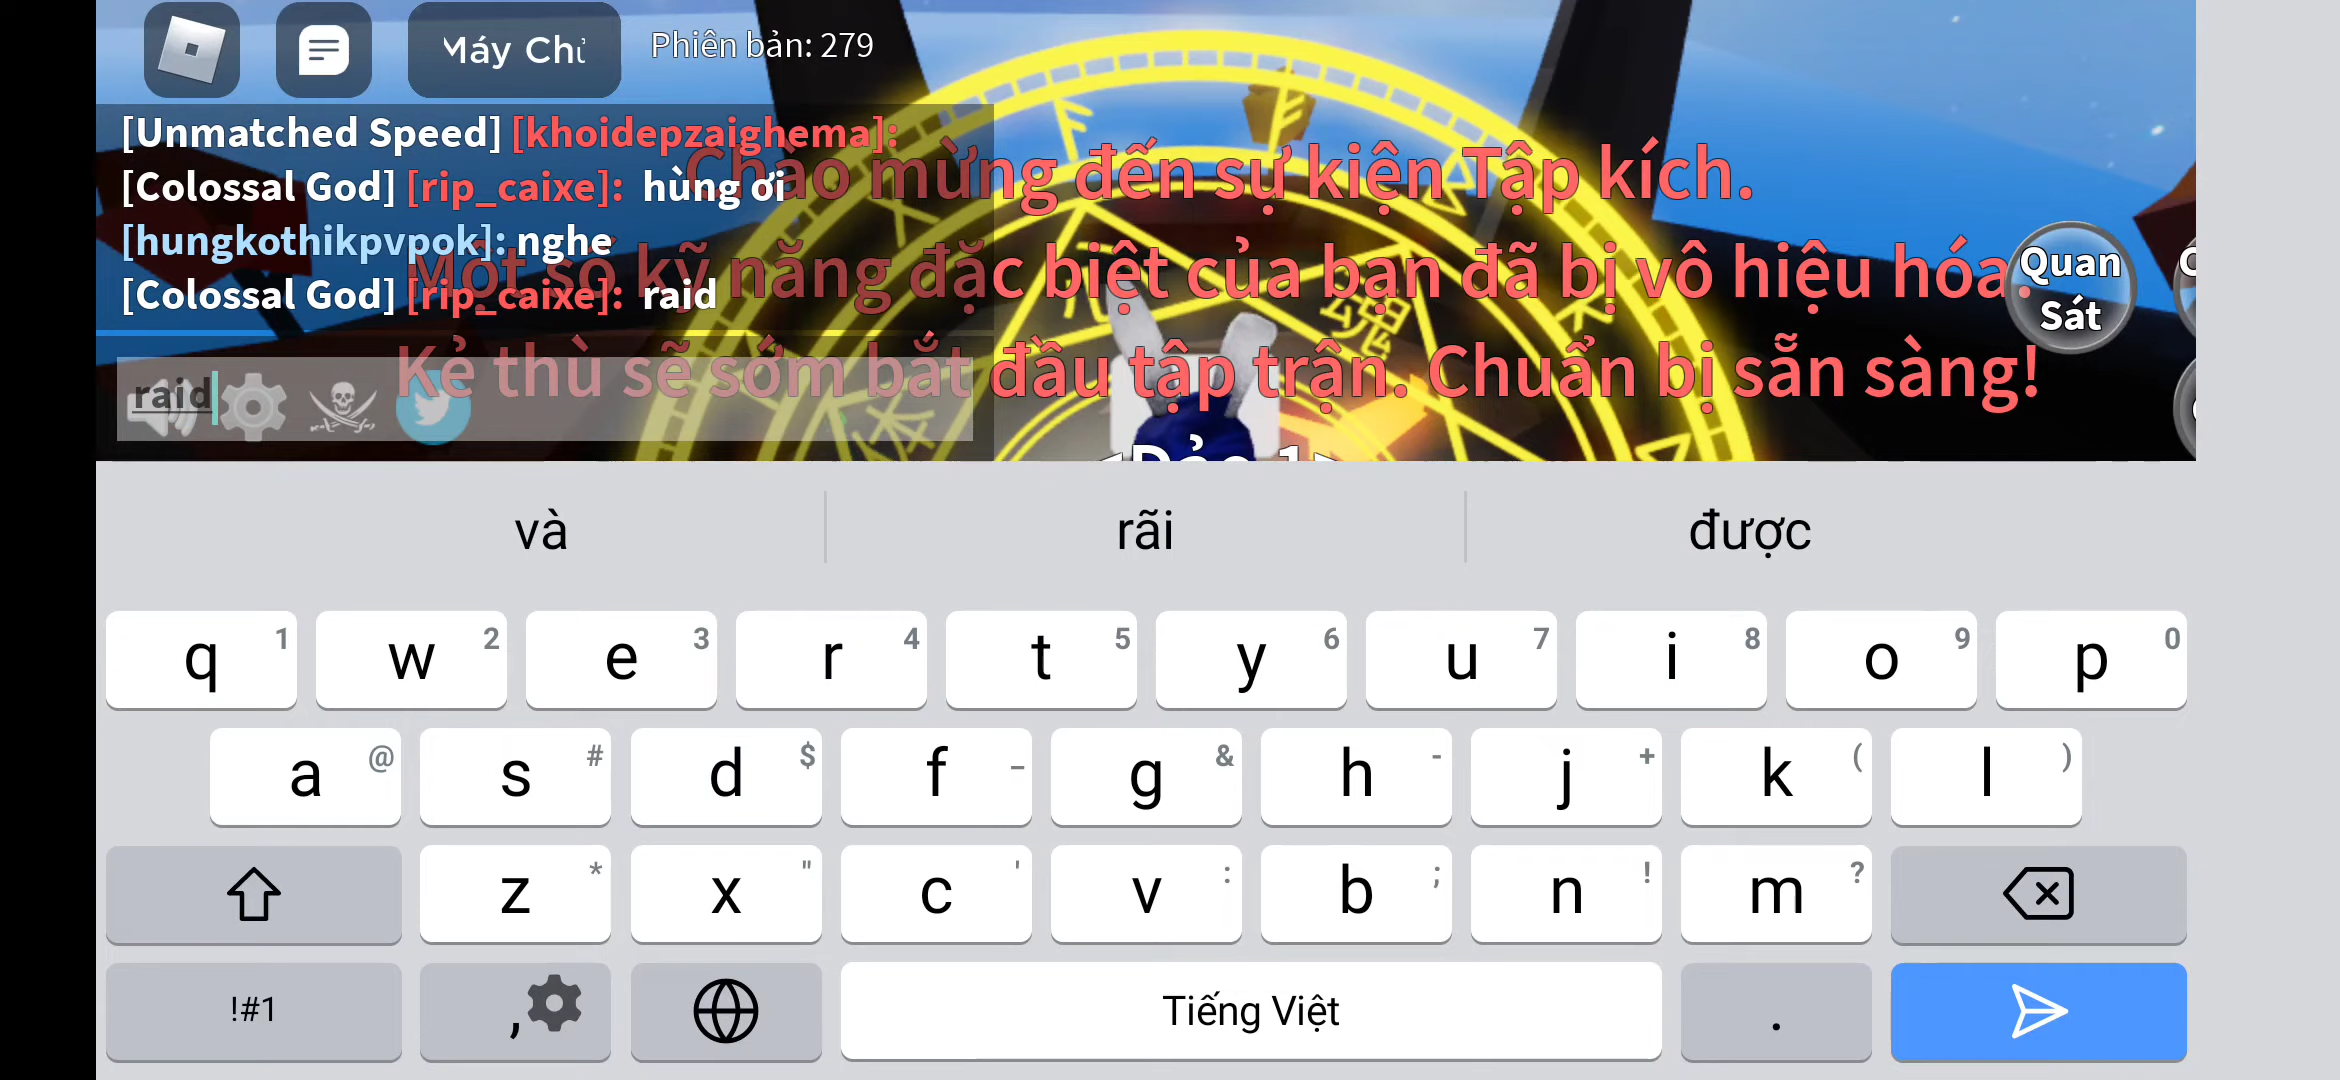 Máy Chủ
Phiên bản: 279
[Unmatched Speed] [khoidepzaighema]:
[Colossal God] [rip_caixe]: hùng ơi
[hungkothikpvpok]: nghe
[Colossal God] [rip_caixe]: raid
raid
Chào mừng đến sự kiện Tập kích.
Một số kỹ năng đặc biệt của bạn đã bị vô hiệu hóa.
Kẻ thù sẽ sớm bắt đầu tập trận. Chuẩn bị sẵn sàng!
Quan
Sát
魂
<Đảo 1>
và rãi được
q 1 w 2 e 3 r 4 t 5 y 6 u 7 i 8 o 9 p 0
a @ s # d $ f _ g & h - j + k ( l )
z * x " c ' v : b ; n ! m ?
!#1 , Tiếng Việt .